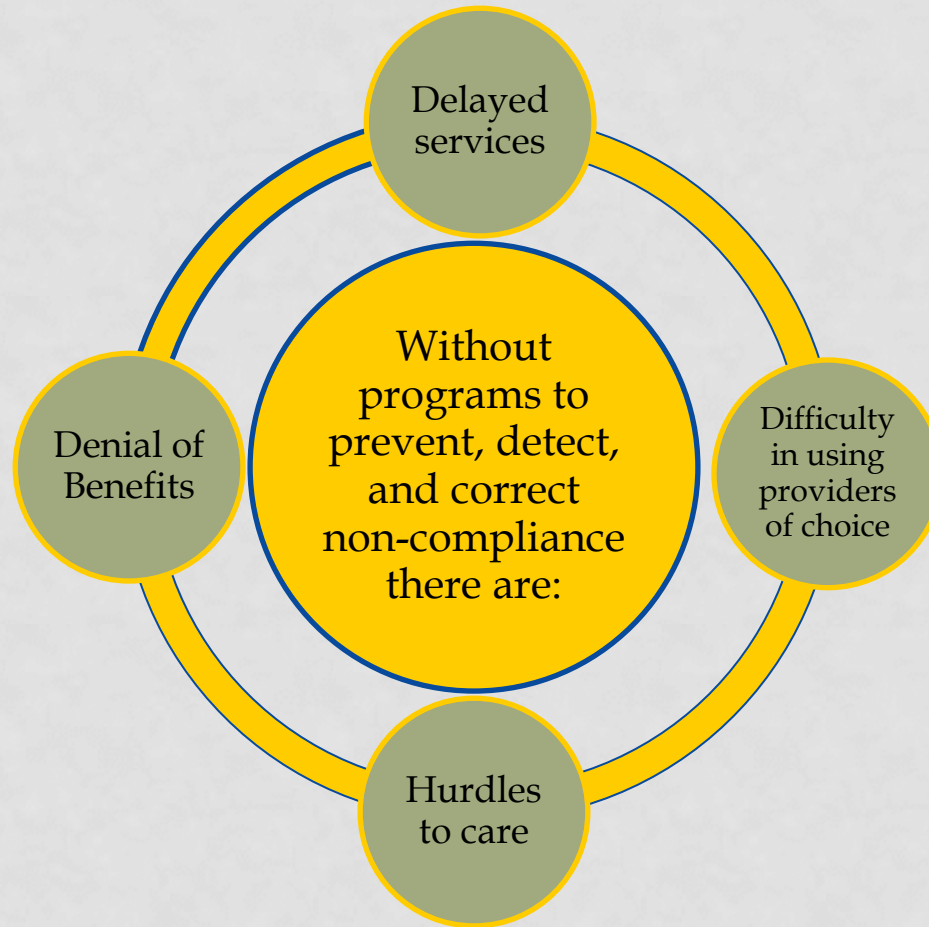 Delayed
services
Without
programs to
prevent, detect,
and correct
non-compliance
there are:
Denial of
Benefits
Difficulty
in using
providers
of choice
Hurdles
to care